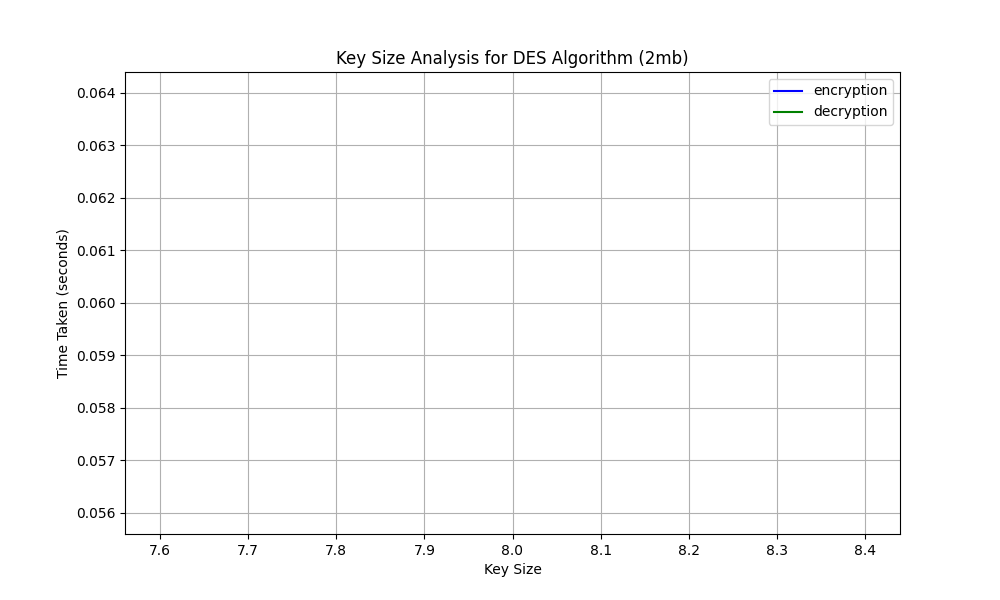 Key Size Analysis for DES Algorithm (2mb)
encryption
decryption
Time Taken (seconds)
0.064
0.063
0.062
0.061
0.060
0.059
0.058
0.057
0.056
7.6 7.7 7.8 7.9 8.0 8.1 8.2 8.3 8.4
Key Size